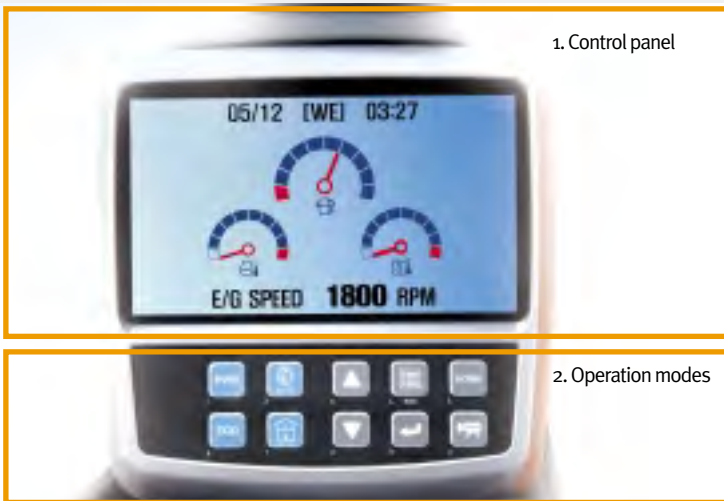 1. Control panel
05/12 [WE] 03:27
E/G SPEED 1800 RPM
2. Operation modes